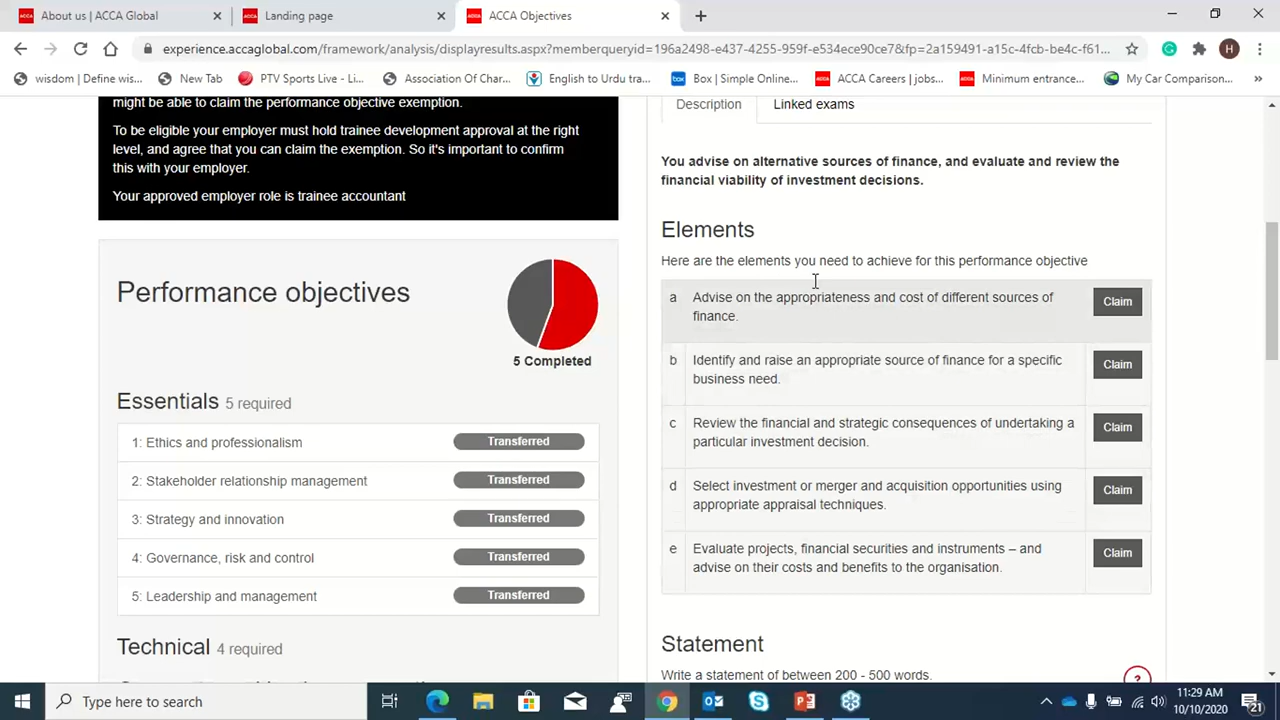 About us | ACCA Global
Landing page
ACCA Objectives
experience.accaglobal.com/framework/analysis/displayresults.aspx?memberqueryid=196a2498-e437-4255-959f-e534ece90ce7&fp=2a159491-a15c-4fcb-be4c-f61...
H
wisdom | Define wis...
New Tab
PTV Sports Live - Li...
Association Of Char...
English to Urdu tra...
Box | Simple Online...
ACCA Careers | jobs...
Minimum entrance...
My Car Comparison...
»
might be able to claim the performance objective exemption.
To be eligible your employer must hold trainee development approval at the right
level, and agree that you can claim the exemption. So it's important to confirm
this with your employer.
Your approved employer role is trainee accountant
Performance objectives
5 Completed
Essentials 5 required
1: Ethics and professionalism Transferred
2: Stakeholder relationship management Transferred
3: Strategy and innovation Transferred
4: Governance, risk and control Transferred
5: Leadership and management Transferred
Technical 4 required
Description Linked exams
You advise on alternative sources of finance, and evaluate and review the
financial viability of investment decisions.
Elements
Here are the elements you need to achieve for this performance objective
a Advise on the appropriateness and cost of different sources of Claim
finance.
b Identify and raise an appropriate source of finance for a specific Claim
business need.
c Review the financial and strategic consequences of undertaking a Claim
particular investment decision.
d Select investment or merger and acquisition opportunities using Claim
appropriate appraisal techniques.
e Evaluate projects, financial securities and instruments – and Claim
advise on their costs and benefits to the organisation.
Statement
Write a statement of between 200 - 500 words.
?
Type here to search
11:29 AM
10/10/2020
21